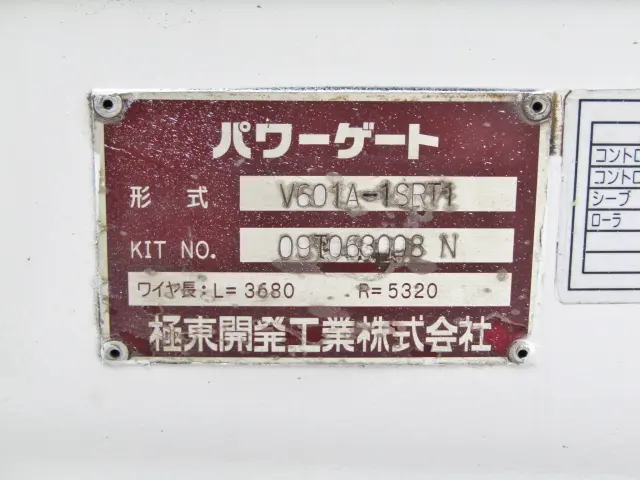 パワーゲート
形式 V601A-1SRT1
KIT NO. 09T063098 N
ワイヤ長:L=3680 R=5320
極東開発工業株式会社
コントロ
コントロ
シーブ
ローラ